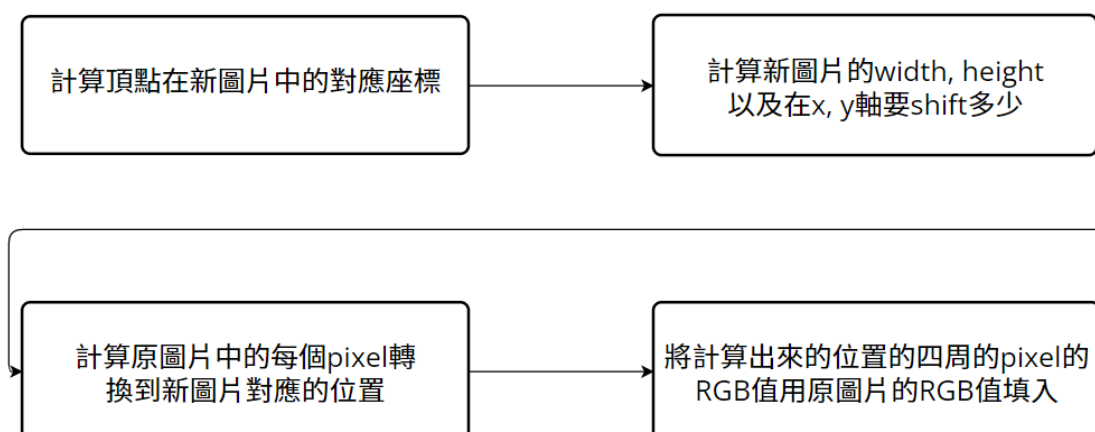 計算頂點在新圖片中的對應座標
計算新圖片的width, height
以及在x, y軸要shift多少
計算原圖片中的每個pixel轉
換到新圖片對應的位置
將計算出來的位置的四周的pixel的
RGB值用原圖片的RGB值填入